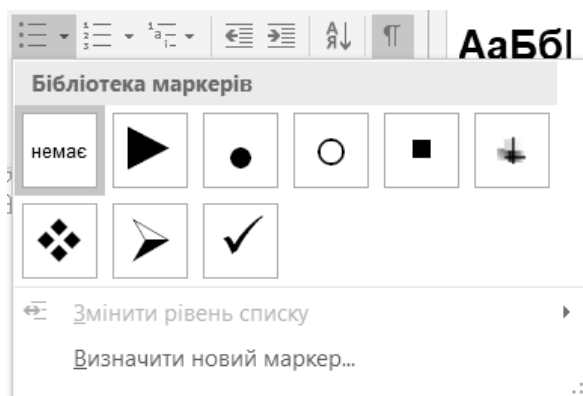 АаБбІ
Бібліотека маркерів
немає
Змінити рівень списку
Визначити новий маркер...